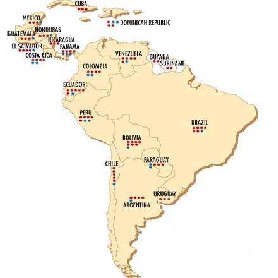 CUBA
MEXICO
DOMINICAN REPUBLIK
HONDURAS
GUATEMALA
NICARAGUA
EL SALVADOR
PANAMA
COSTA RICA
VENEZUELA
GUYANA
SURINAME
COLOMBIA
ECUADOR
PERU
BRAZIL
BOLIVIA
CHILE
PARAGUAY
URUGUAY
ARGENTINA